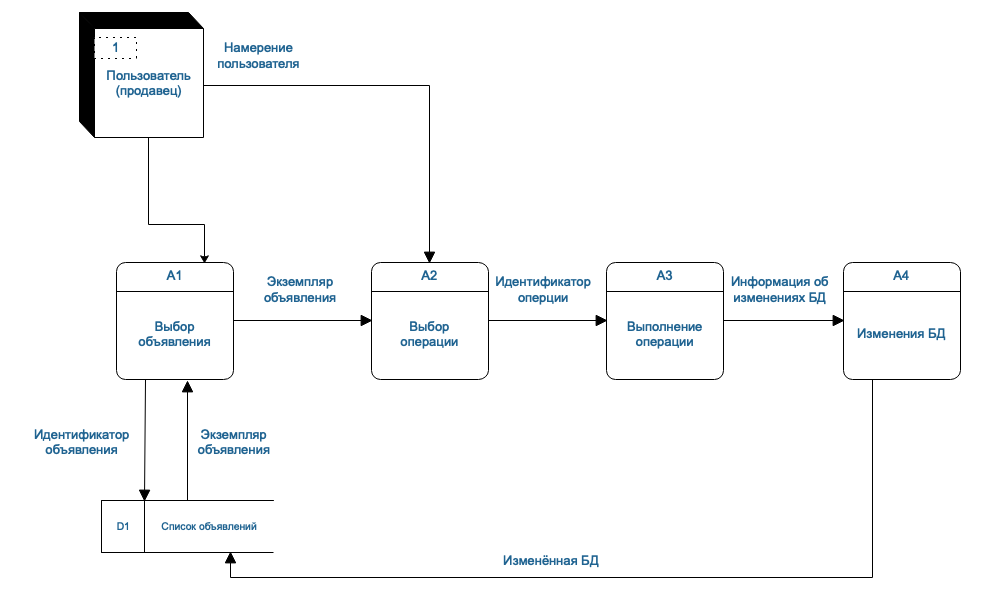 1
Пользователь
(продавец)
Намерение
пользователя
A1
Выбор
объявления
Экземпляр
объявления
A2
Выбор
операции
Идентификатор
оперции
A3
Выполнение
операции
Информация об
изменениях БД
A4
Изменения БД
Идентификатор
объявления
Экземпляр
объявления
D1
Список объявлений
Изменённая БД